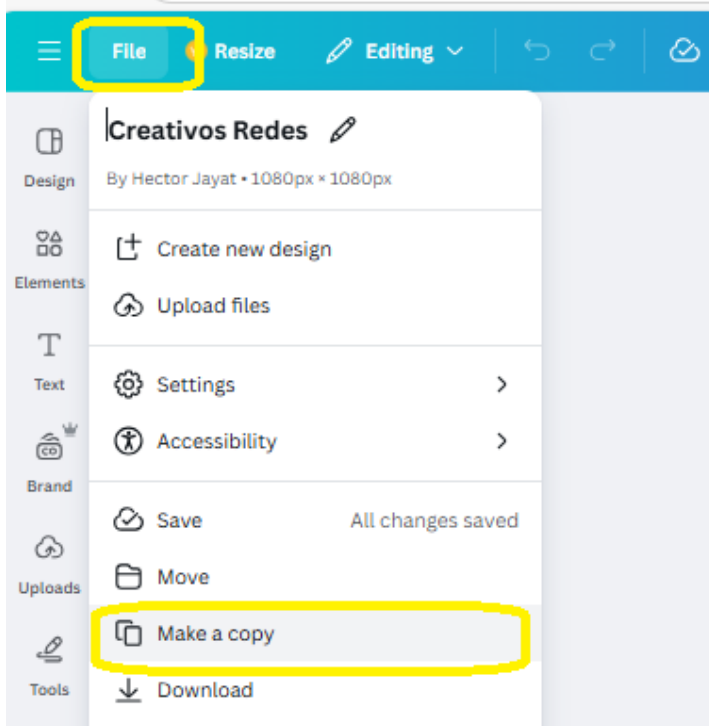 File Resize Editing
Creativos Redes
By Hector Jayat • 1080px × 1080px
Design
Create new design
Elements
Upload files
Text
Settings
Accessibility
CO
Brand
Save All changes saved
Uploads
Move
Make a copy
Tools
Download